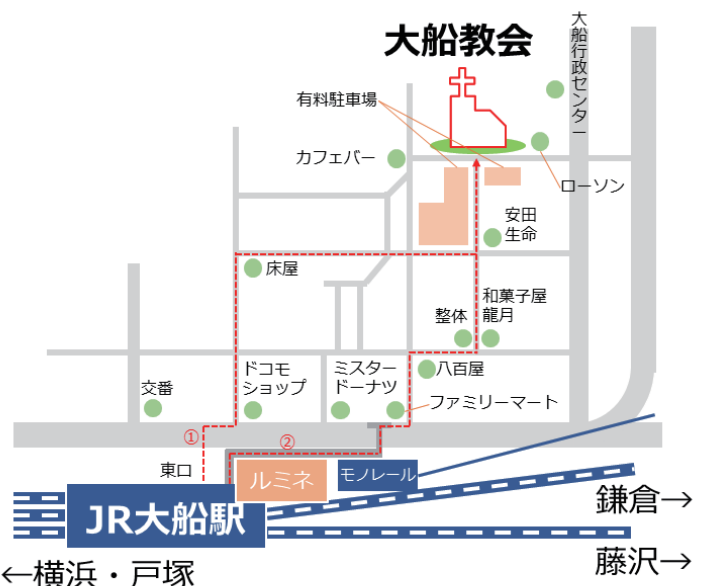 大船教会
大船行政センター
有料駐車場
カフェバー
ローソン
安田
生命
床屋
和菓子屋
龍月
整体
ドコモ
ショップ
ミスター
ドーナツ
八百屋
交番
ファミリーマート
①
②
東口
ルミネ
モノレール
JR大船駅
鎌倉→
藤沢→
←横浜・戸塚